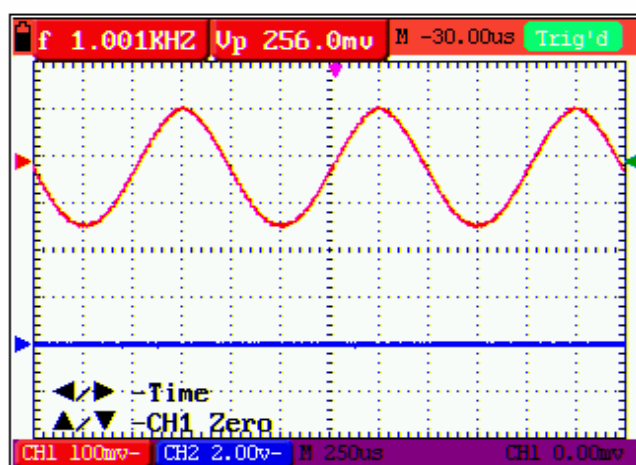 f 1.001KHZ Vp 256.0mv M -30.00us Trig'd
◀/▶ -Time
▲/▼ -CH1 Zero
CH1 100mv~ CH2 2.00v~ M 250us CH1 0.00mv